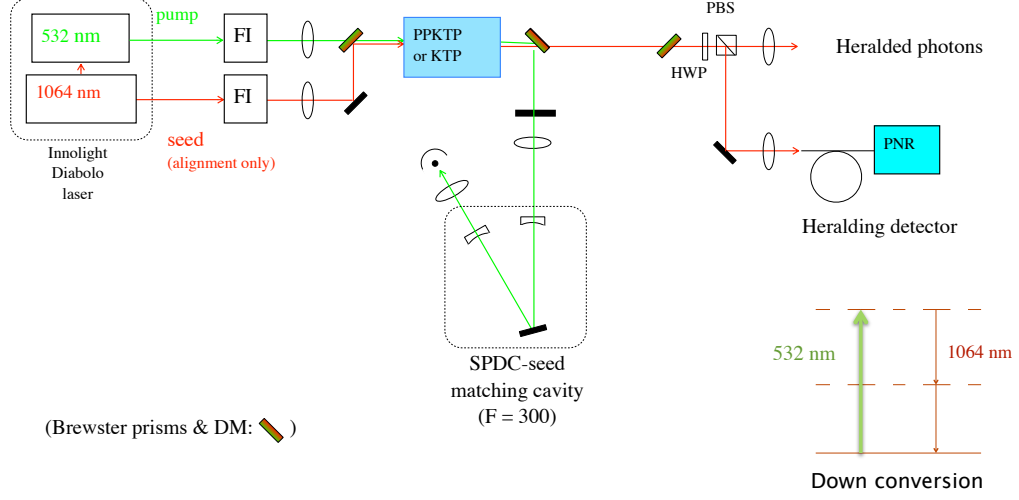 pump
532 nm
FI
1064 nm
FI
seed
(alignment only)
Innolight
Diabolo
laser
PPKTP
or KTP
PBS
HWP
Heralded photons
PNR
Heralding detector
SPDC-seed
matching cavity
(F = 300)
(Brewster prisms & DM: )
532 nm
1064 nm
Down conversion